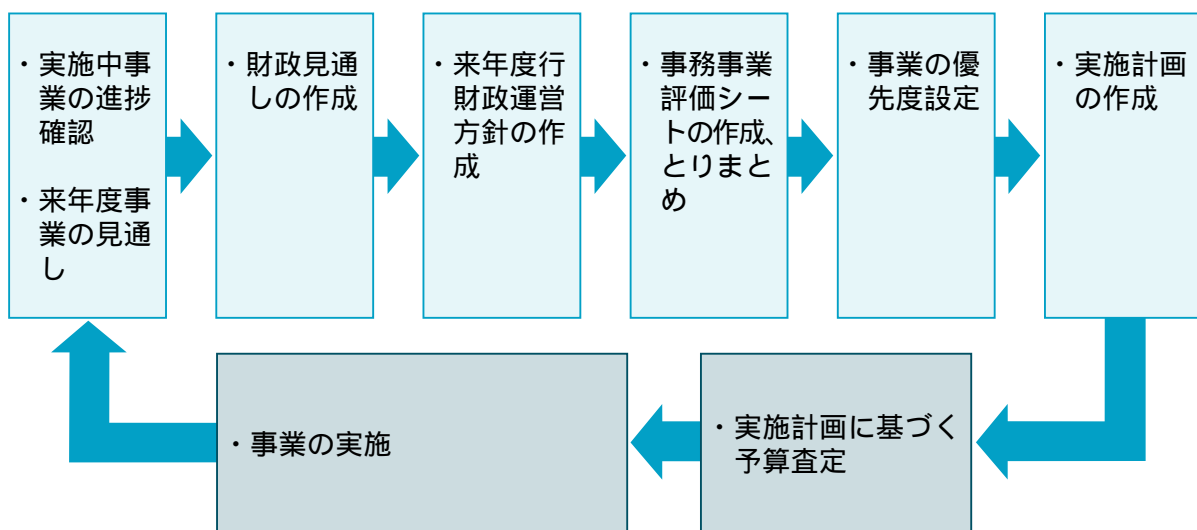 ・実施中事
業の進捗
確認
・来年度事
業の見通
し
・財政見通
しの作成
・来年度行
財政運営
方針の作
成
・事務事業
評価シー
トの作成、
とりまと
め
・事業の優
先度設定
・実施計画
の作成
・実施計画に基づく
予算査定
・事業の実施